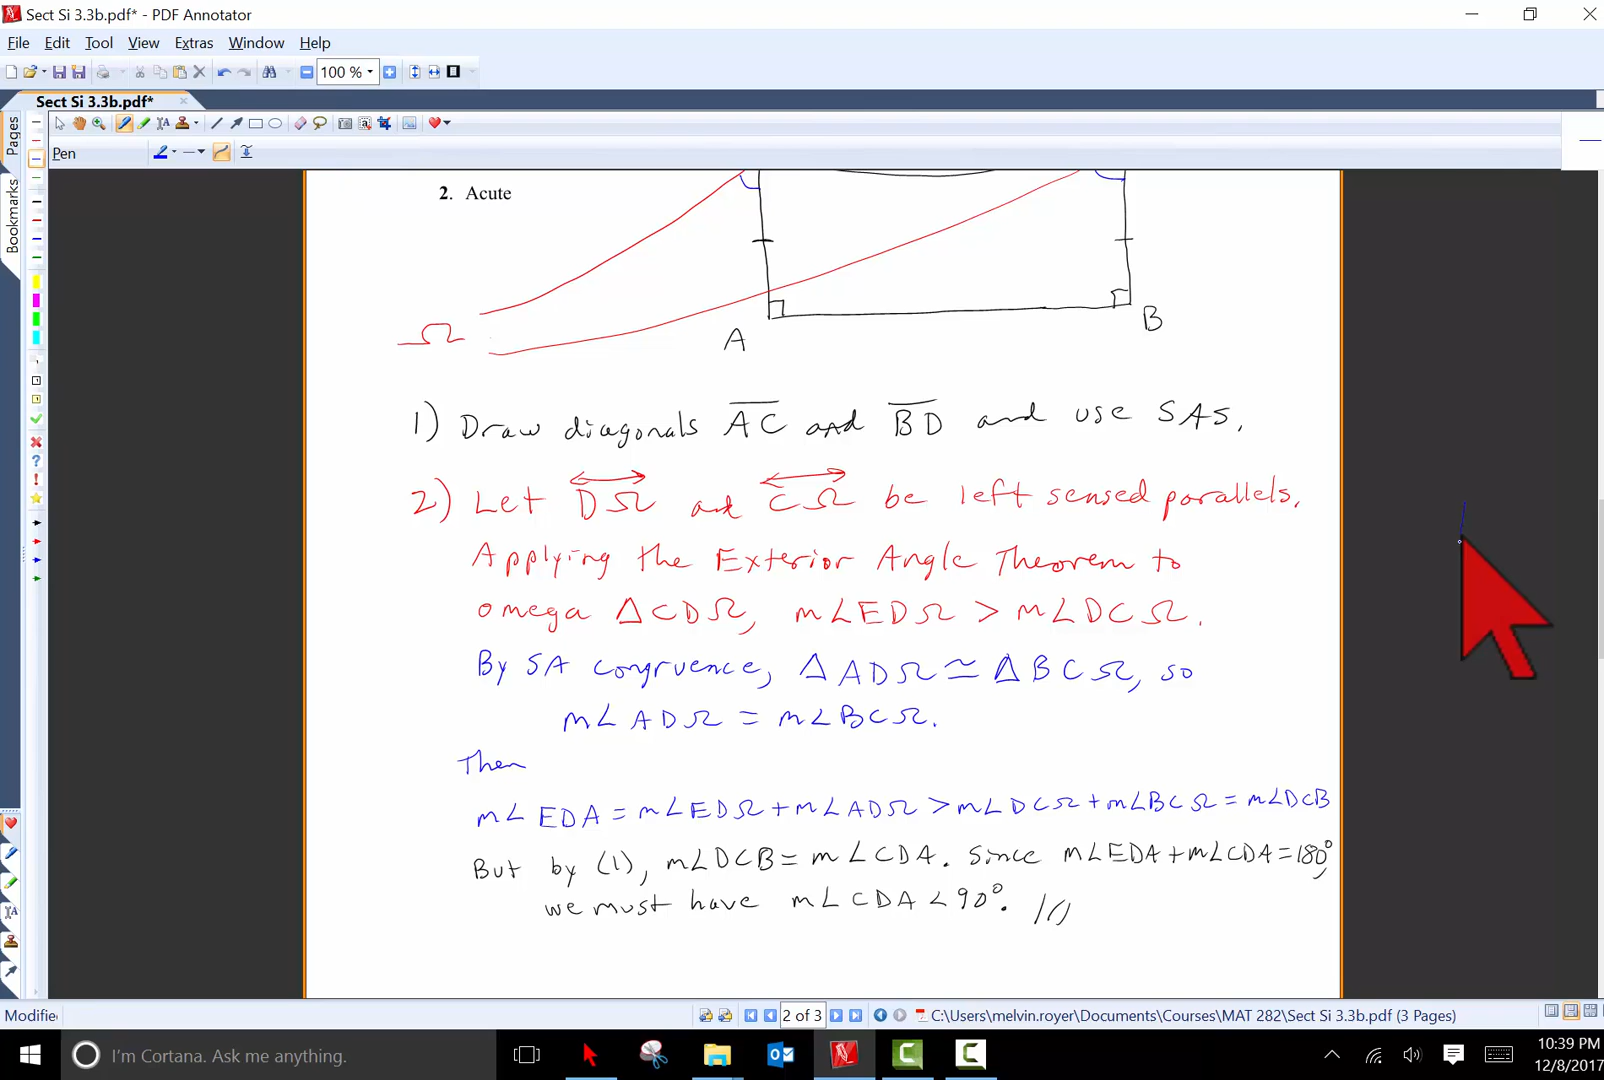 Sect Si 3.3b.pdf* - PDF Annotator
File Edit Tool View Extras Window Help
100 %
Sect Si 3.3b.pdf*
Pen
Pages
Bookmarks
2. Acute
Ω
A
B
1) Draw diagonals AC and BD and use SAS.
2) Let DΩ and CΩ be left sensed parallels.
Applying the Exterior Angle Theorem to
omega ΔCDΩ, m∠EDΩ > m∠DCΩ.
By SA congruence, ΔADΩ ≃ ΔBCΩ, so
m∠ADΩ = m∠BCΩ.
Then
m∠EDA = m∠EDΩ + m∠ADΩ > m∠DCΩ + m∠BCΩ = m∠DCB
But by (1), m∠DCB = m∠CDA. Since m∠EDA + m∠CDA = 180°,
we must have m∠CDA < 90°. ///
Modifie
2 of 3
C:\Users\melvin.royer\Documents\Courses\MAT 282\Sect Si 3.3b.pdf (3 Pages)
I'm Cortana. Ask me anything.
10:39 PM
12/8/2017